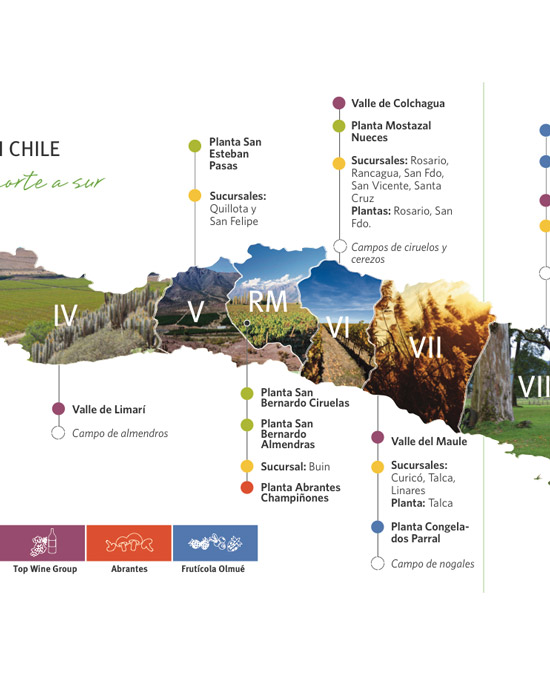 CHILE
norte a sur
Planta San
Esteban
Pasas
Sucursales:
Quillota y
San Felipe
Valle de Colchagua
Planta Mostazal
Nueces
Sucursales: Rosario,
Rancagua, San Fdo,
San Vicente, Santa
Cruz
Plantas: Rosario, San
Fdo.
Campos de ciruelos y
cerezos
IV
V
RM
VI
VII
VII
Valle de Limarí
Campo de almendros
Planta San
Bernardo Ciruelas
Planta San
Bernardo
Almendras
Sucursal: Buin
Planta Abrantes
Champiñones
Valle del Maule
Sucursales:
Curicó, Talca,
Linares
Planta: Talca
Planta Congela-
dos Parral
Campo de nogales
Top Wine Group
Abrantes
Frutícola Olmué